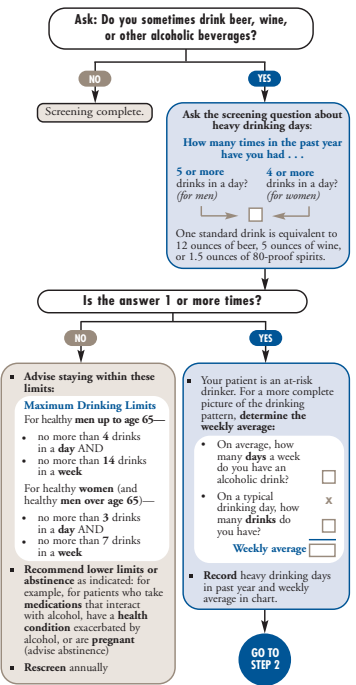 Ask: Do you sometimes drink beer, wine,
or other alcoholic beverages?
NO
YES
Screening complete.
Ask the screening question about
heavy drinking days:
How many times in the past year
have you had . . .
5 or more
drinks in a day?
(for men)
4 or more
drinks in a day?
(for women)
One standard drink is equivalent to
12 ounces of beer, 5 ounces of wine,
or 1.5 ounces of 80-proof spirits.
Is the answer 1 or more times?
NO
YES
▪ Advise staying within these
limits:
Maximum Drinking Limits
For healthy men up to age 65—
• no more than 4 drinks
in a day AND
• no more than 14 drinks
in a week
For healthy women (and
healthy men over age 65)—
• no more than 3 drinks
in a day AND
• no more than 7 drinks
in a week
▪ Recommend lower limits or
abstinence as indicated: for
example, for patients who take
medications that interact
with alcohol, have a health
condition exacerbated by
alcohol, or are pregnant
(advise abstinence)
▪ Rescreen annually
▪ Your patient is an at-risk
drinker. For a more complete
picture of the drinking
pattern, determine the
weekly average:
• On average, how
many days a week
do you have an
alcoholic drink?
x
• On a typical
drinking day, how
many drinks do
you have?
Weekly average
▪ Record heavy drinking days
in past year and weekly
average in chart.
GO TO
STEP 2